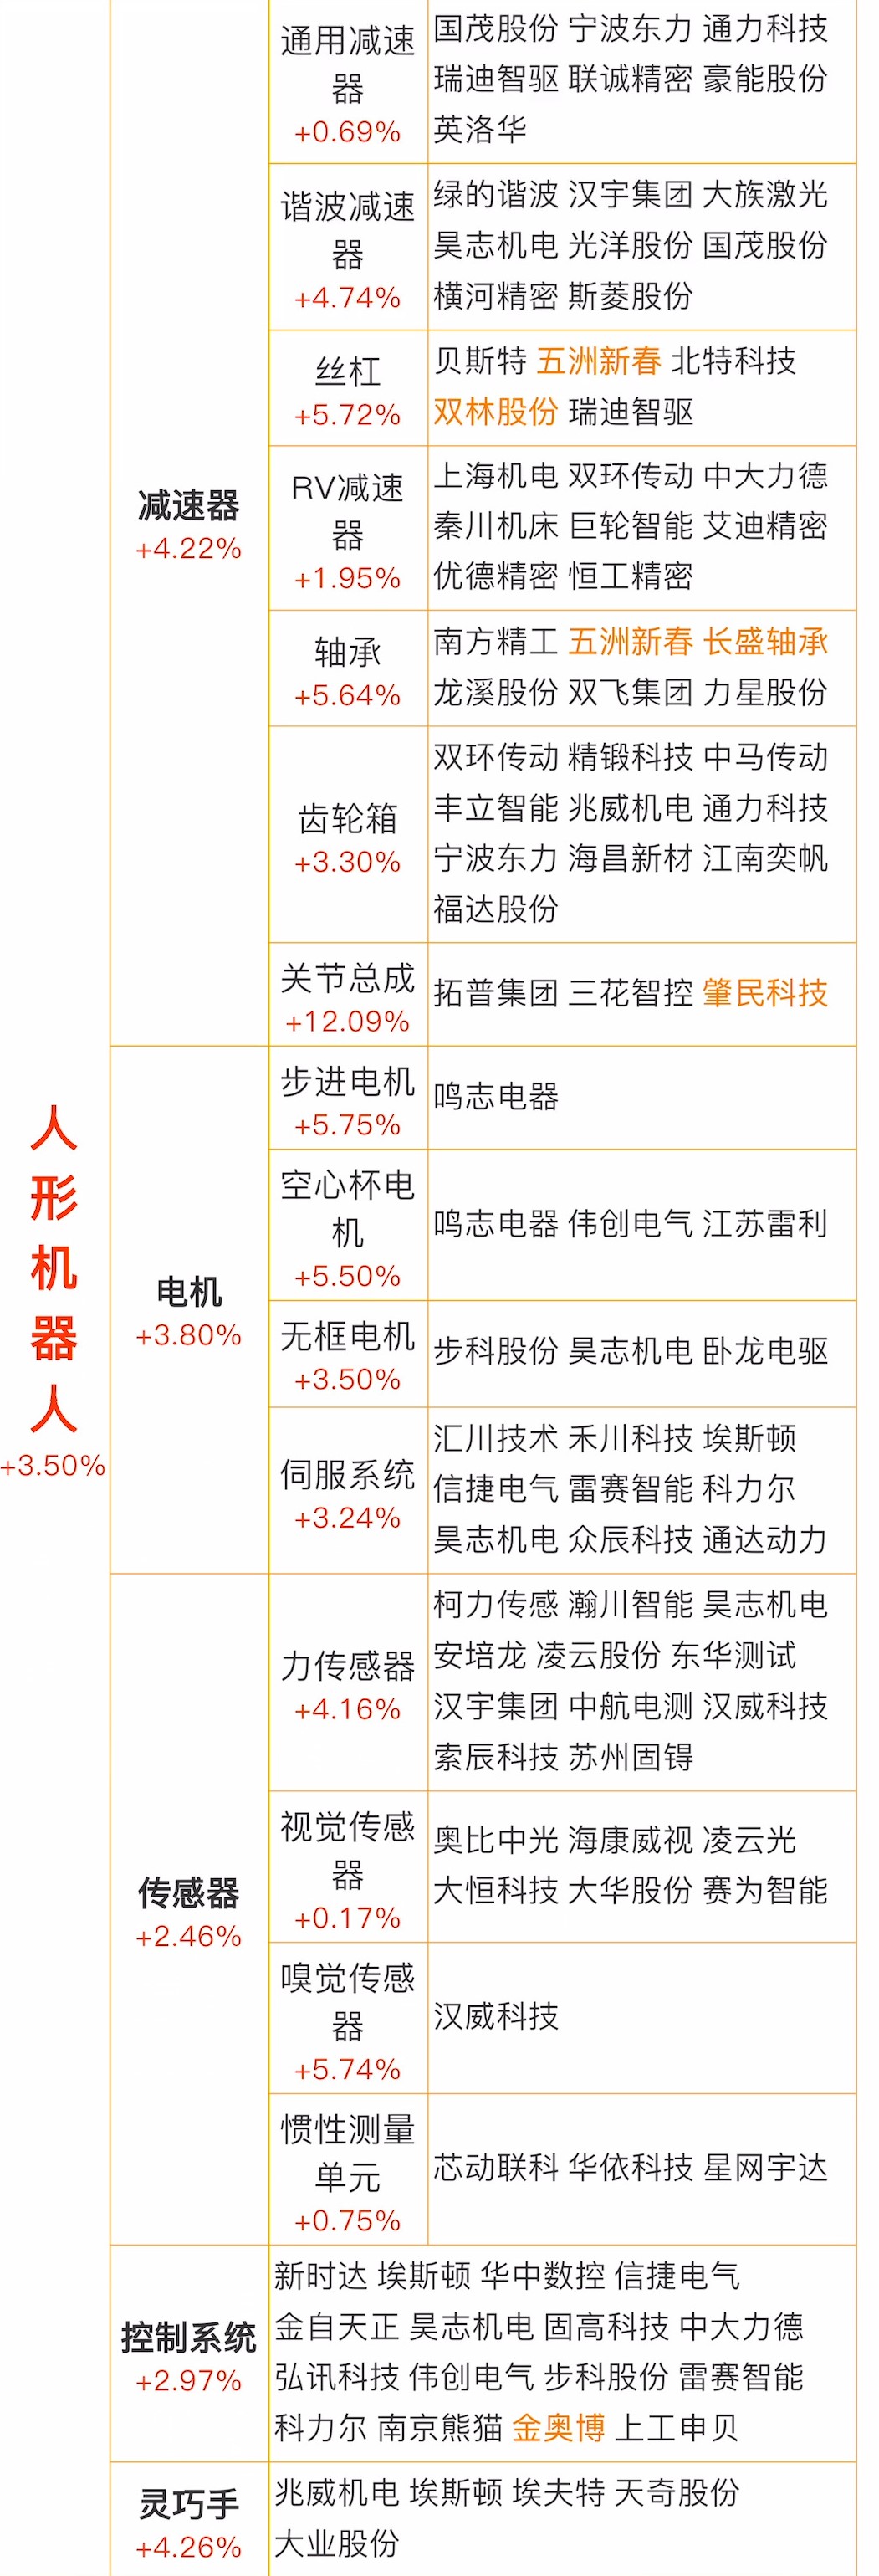 人
形
机
器
人
+3.50%
减速器
+4.22%
通用减速
器
+0.69%
国茂股份 宁波东力 通力科技
瑞迪智驱 联诚精密 豪能股份
英洛华
谐波减速
器
+4.74%
绿的谐波 汉宇集团 大族激光
昊志机电 光洋股份 国茂股份
横河精密 斯菱股份
丝杠
+5.72%
贝斯特 五洲新春 北特科技
双林股份 瑞迪智驱
RV减速
器
+1.95%
上海机电 双环传动 中大力德
秦川机床 巨轮智能 艾迪精密
优德精密 恒工精密
轴承
+5.64%
南方精工 五洲新春 长盛轴承
龙溪股份 双飞集团 力星股份
齿轮箱
+3.30%
双环传动 精锻科技 中马传动
丰立智能 兆威机电 通力科技
宁波东力 海昌新材 江南奕帆
福达股份
关节总成
+12.09%
拓普集团 三花智控 肇民科技
电机
+3.80%
步进电机
+5.75%
鸣志电器
空心杯电
机
+5.50%
鸣志电器 伟创电气 江苏雷利
无框电机
+3.50%
步科股份 昊志机电 卧龙电驱
伺服系统
+3.24%
汇川技术 禾川科技 埃斯顿
信捷电气 雷赛智能 科力尔
昊志机电 众辰科技 通达动力
传感器
+2.46%
力传感器
+4.16%
柯力传感 瀚川智能 昊志机电
安培龙 凌云股份 东华测试
汉宇集团 中航电测 汉威科技
索辰科技 苏州固锝
视觉传感
器
+0.17%
奥比中光 海康威视 凌云光
大恒科技 大华股份 赛为智能
嗅觉传感
器
+5.74%
汉威科技
惯性测量
单元
+0.75%
芯动联科 华依科技 星网宇达
控制系统
+2.97%
新时达 埃斯顿 华中数控 信捷电气
金自天正 昊志机电 固高科技 中大力德
弘讯科技 伟创电气 步科股份 雷赛智能
科力尔 南京熊猫 金奥博 上工申贝
灵巧手
+4.26%
兆威机电 埃斯顿 埃夫特 天奇股份
大业股份